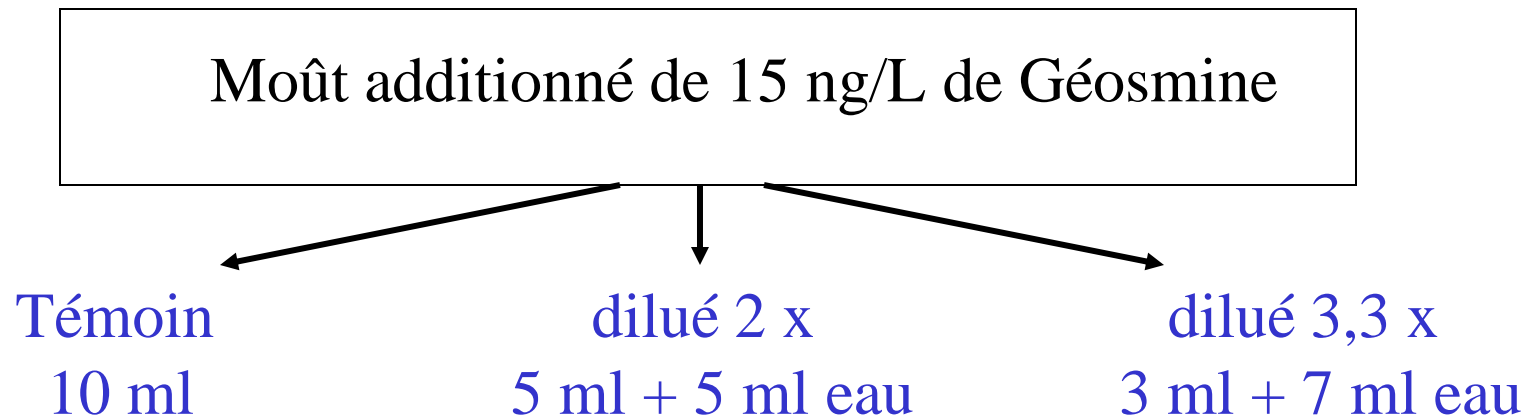 Moût additionné de 15 ng/L de Géosmine
Témoin
10 ml
dilué 2 x
5 ml + 5 ml eau
dilué 3,3 x
3 ml + 7 ml eau